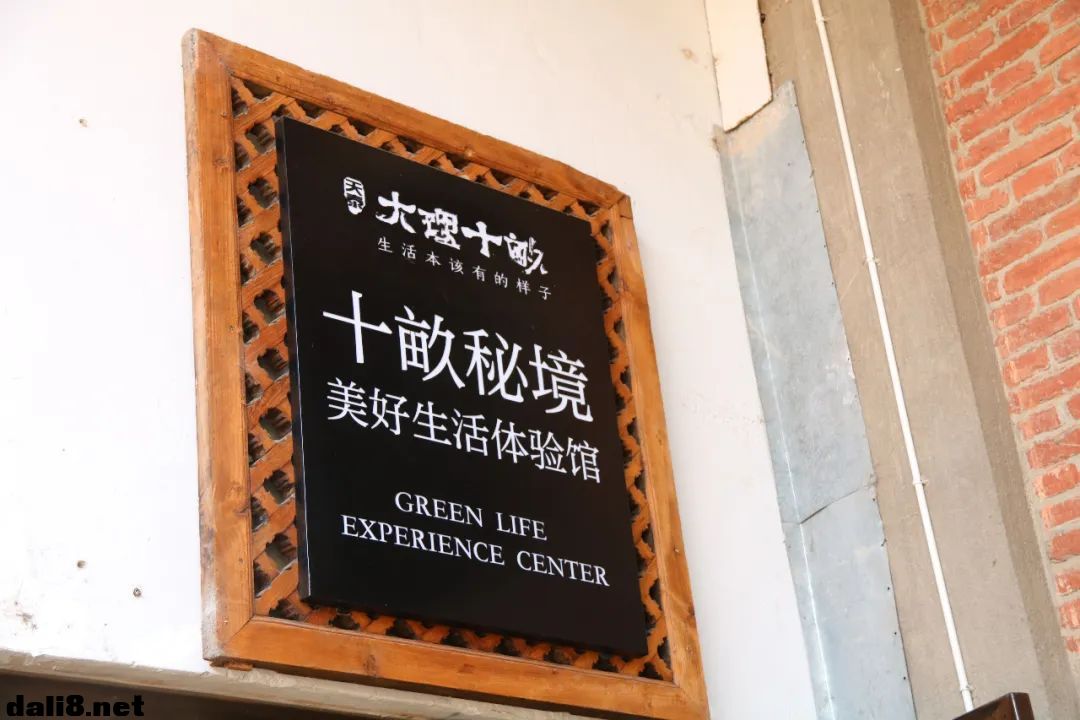 大理十畝
生活本该有的样子
十畝秘境
美好生活体验馆
GREEN LIFE
EXPERIENCE CENTER
dali8.net